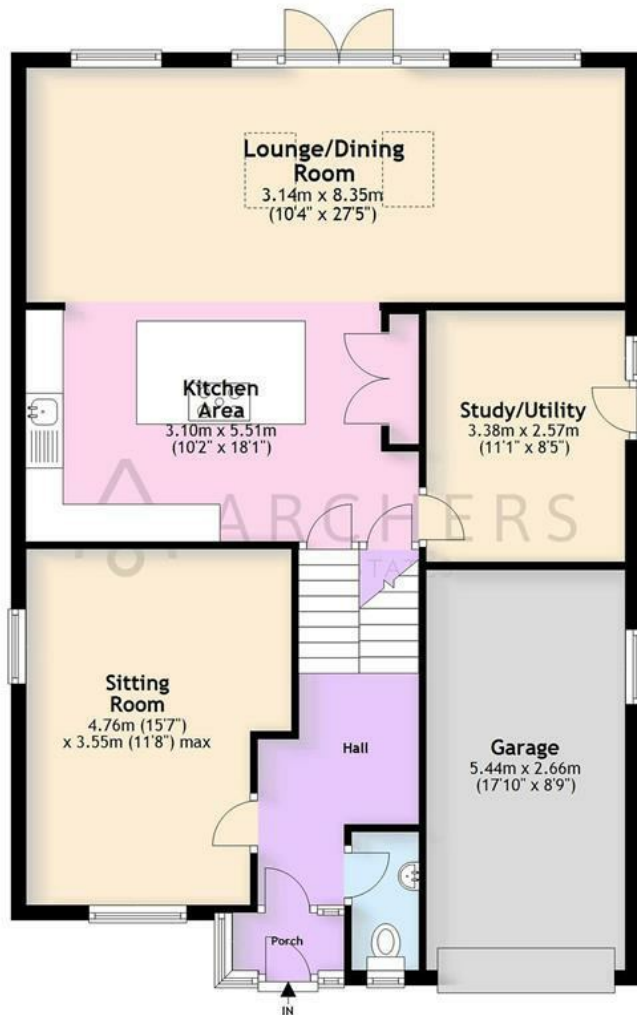 Lounge/Dining
Room
3.14m x 8.35m
(10'4" x 27'5")
Kitchen
Area
3.10m x 5.51m
(10'2" x 18'1")
Study/Utility
3.38m x 2.57m
(11'1" x 8'5")
ARCHERS
Sitting
Room
4.76m (15'7")
x 3.55m (11'8") max
Hall
Garage
5.44m x 2.66m
(17'10" x 8'9")
Porch
IN